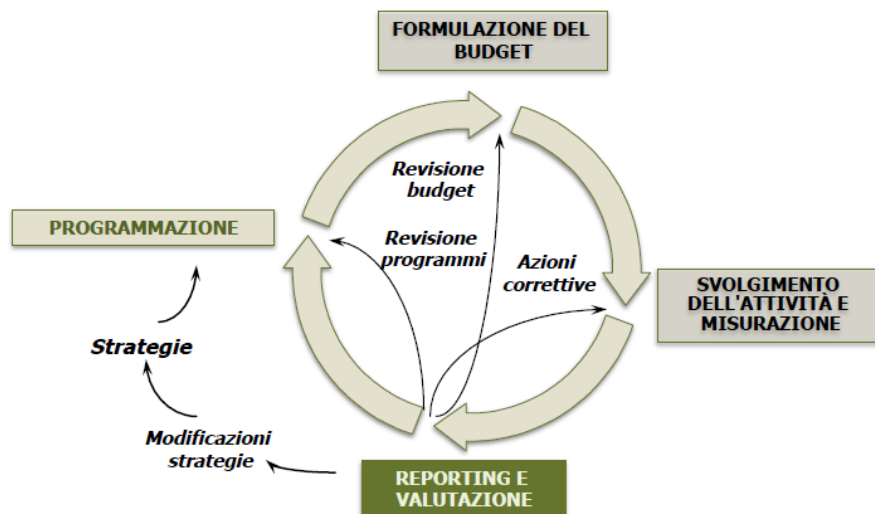 FORMULAZIONE DEL
BUDGET
Revisione
budget
PROGRAMMAZIONE
Revisione
programmi
Azioni
correttive
SVOLGIMENTO
DELL'ATTIVITÀ E
MISURAZIONE
Strategie
Modificazioni
strategie
REPORTING E
VALUTAZIONE